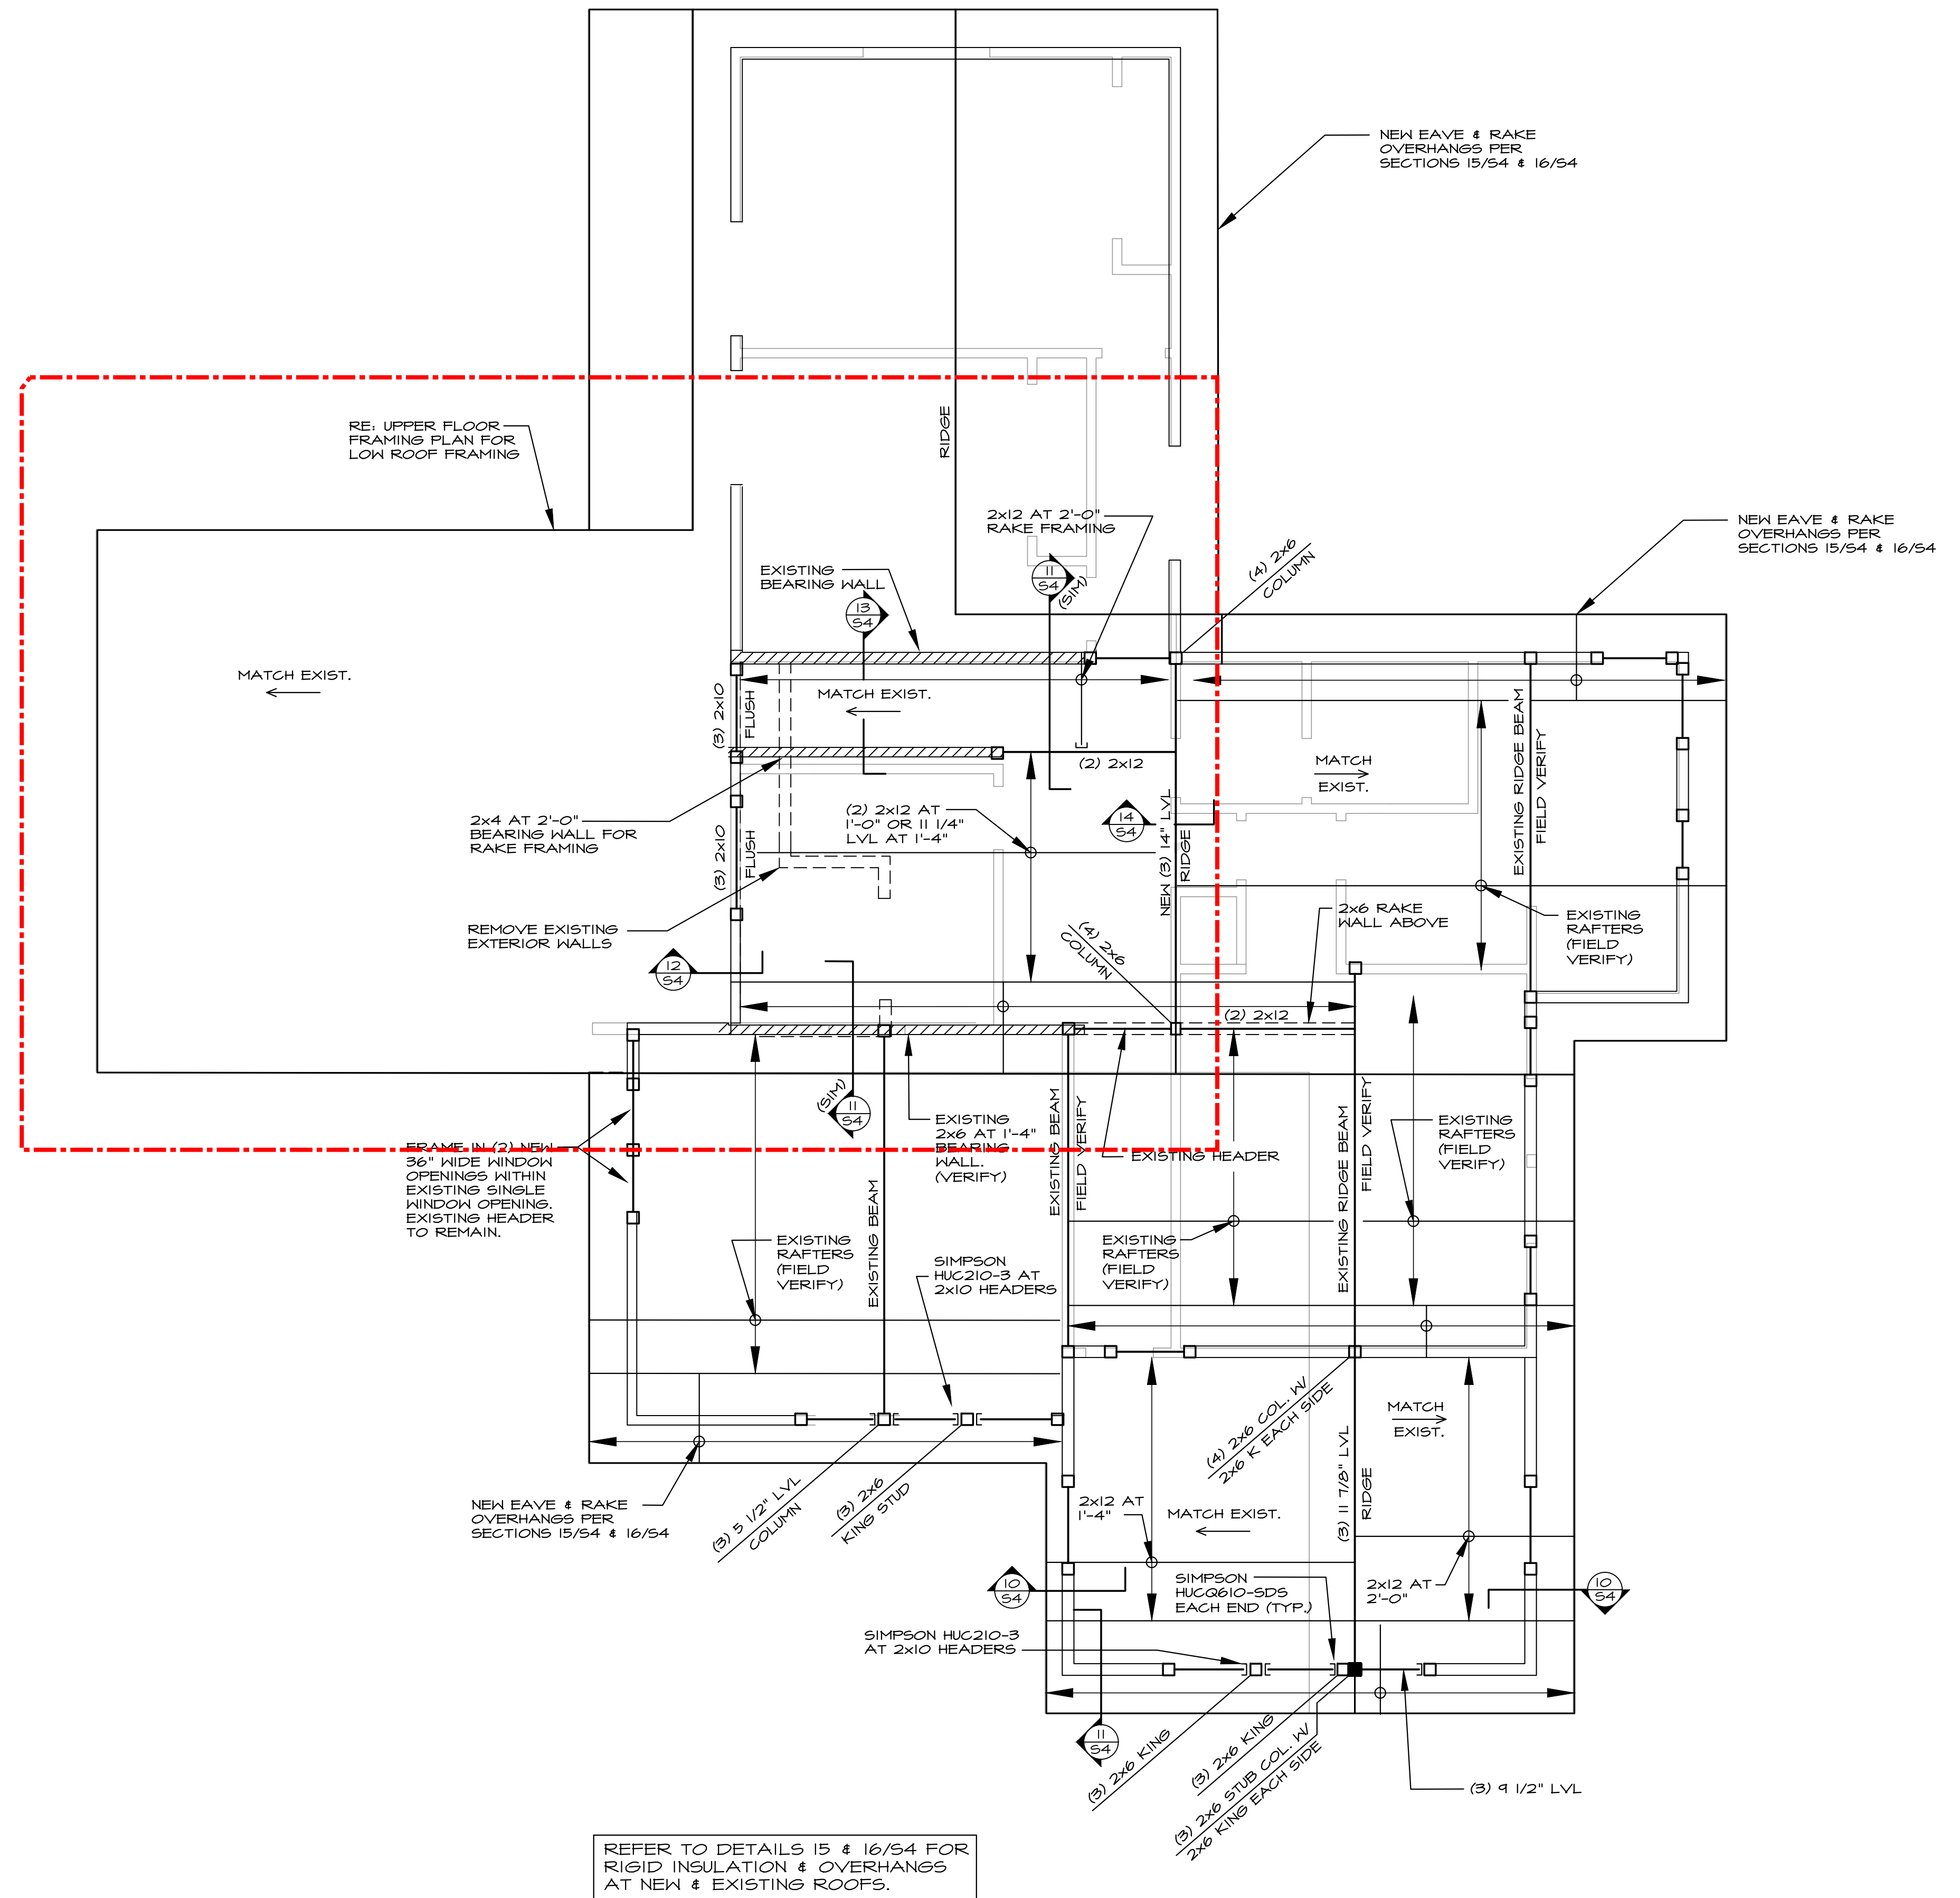 NEW EAVE & RAKE
OVERHANGS PER
SECTIONS 15/S4 & 16/S4
RE: UPPER FLOOR
FRAMING PLAN FOR
LOW ROOF FRAMING
RIDGE
2x12 AT 2'-0"
RAKE FRAMING
NEW EAVE & RAKE
OVERHANGS PER
SECTIONS 15/S4 & 16/S4
EXISTING
BEARING WALL
13
S4
11
S4
(SIM)
(4) 2x6
COLUMN
MATCH EXIST.
MATCH EXIST.
(3) 2x10
FLUSH
(2) 2x12
MATCH
EXIST.
EXISTING RIDGE BEAM
FIELD VERIFY
2x4 AT 2'-0"
BEARING WALL FOR
RAKE FRAMING
(2) 2x12 AT
1'-0" OR 11 1/4"
LVL AT 1'-4"
14
S4
(3) 2x10
FLUSH
NEW (3) 14" LVL
RIDGE
REMOVE EXISTING
EXTERIOR WALLS
2x6 RAKE
WALL ABOVE
EXISTING
RAFTERS
(FIELD
VERIFY)
(4) 2x6
COLUMN
12
S4
(2) 2x12
(SIM)
11
S4
EXISTING
2x6 AT 1'-4"
BEARING
WALL.
(VERIFY)
EXISTING BEAM
FIELD VERIFY
EXISTING HEADER
EXISTING RIDGE BEAM
FIELD VERIFY
EXISTING
RAFTERS
(FIELD
VERIFY)
FRAME IN (2) NEW
36" WIDE WINDOW
OPENINGS WITHIN
EXISTING SINGLE
WINDOW OPENING.
EXISTING HEADER
TO REMAIN.
EXISTING
RAFTERS
(FIELD
VERIFY)
EXISTING BEAM
SIMPSON
HUC210-3 AT
2x10 HEADERS
EXISTING
RAFTERS
(FIELD
VERIFY)
(4) 2x6 COL. W/
2x6 K EACH SIDE
MATCH
EXIST.
(3) 11 7/8" LVL
RIDGE
NEW EAVE & RAKE
OVERHANGS PER
SECTIONS 15/S4 & 16/S4
(3) 5 1/2" LVL
COLUMN
(3) 2x6
KING STUD
2x12 AT
1'-4"
MATCH EXIST.
10
S4
SIMPSON
HUCQ610-SDS
EACH END (TYP.)
2x12 AT
2'-0"
10
S4
SIMPSON HUC210-3
AT 2x10 HEADERS
11
S4
(3) 2x6 KING
(3) 2x6 KING
(3) 2x6 STUB COL. W/
2x6 KING EACH SIDE
(3) 9 1/2" LVL
REFER TO DETAILS 15 & 16/S4 FOR
RIGID INSULATION & OVERHANGS
AT NEW & EXISTING ROOFS.